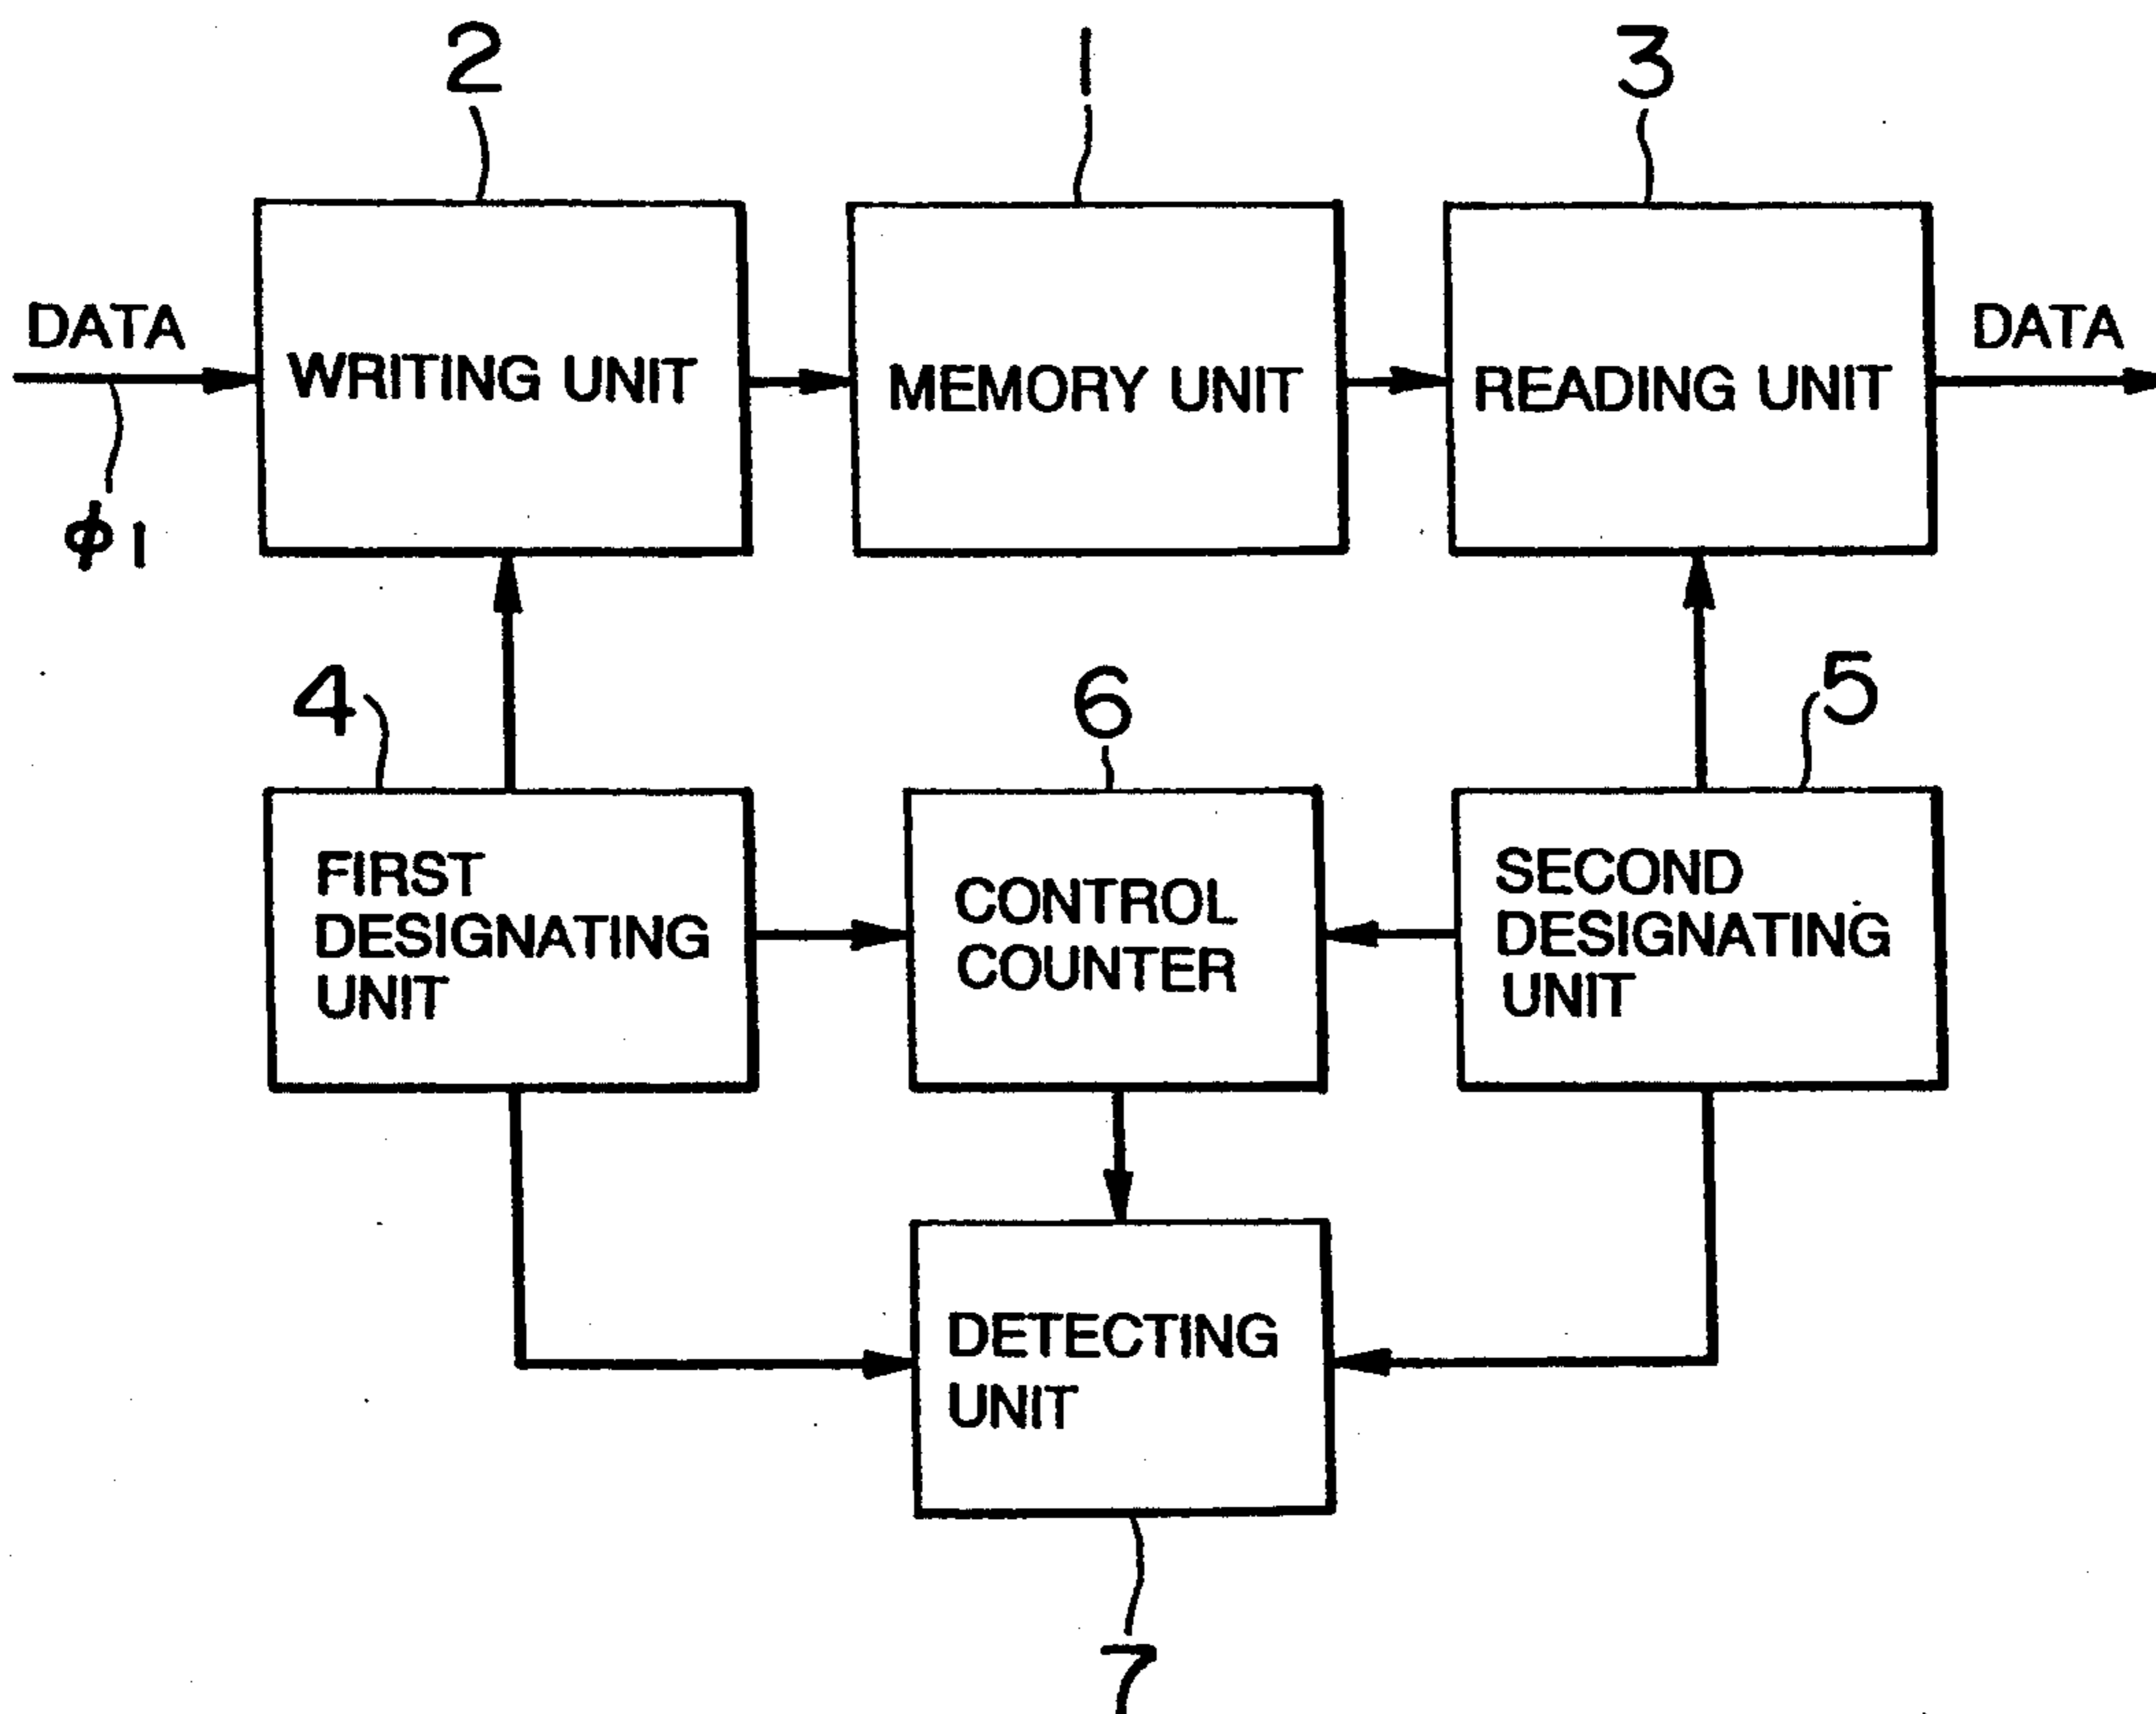 2
1
3
DATA
WRITING UNIT
MEMORY UNIT
READING UNIT
DATA
φ1
4
6
5
FIRST
DESIGNATING
UNIT
CONTROL
COUNTER
SECOND
DESIGNATING
UNIT
DETECTING
UNIT
7